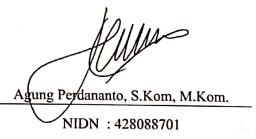 Agung Perdananto, S.Kom, M.Kom.
NIDN : 428088701